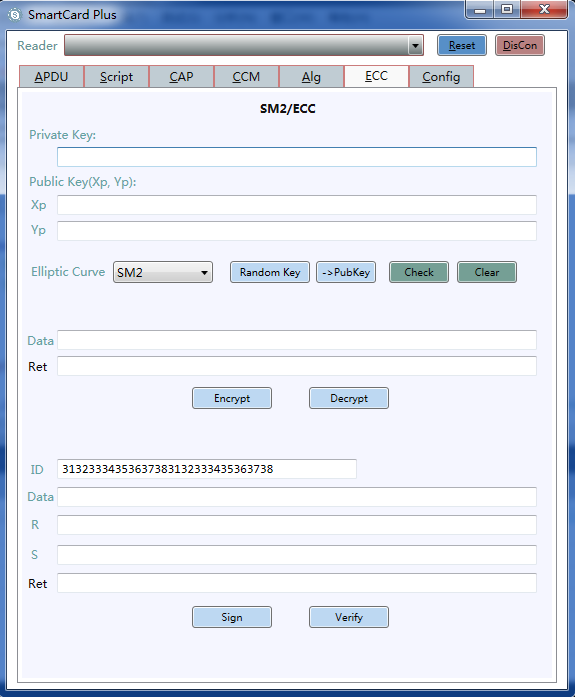 SmartCard Plus
Reader Reset DisCon
APDU Script CAP CCM Alg ECC Config
SM2/ECC
Private Key:
Public Key(Xp, Yp):
Xp
Yp
Elliptic Curve SM2 Random Key ->PubKey Check Clear
Data
Ret
Encrypt Decrypt
ID 31323334353637383132333435363738
Data
R
S
Ret
Sign Verify